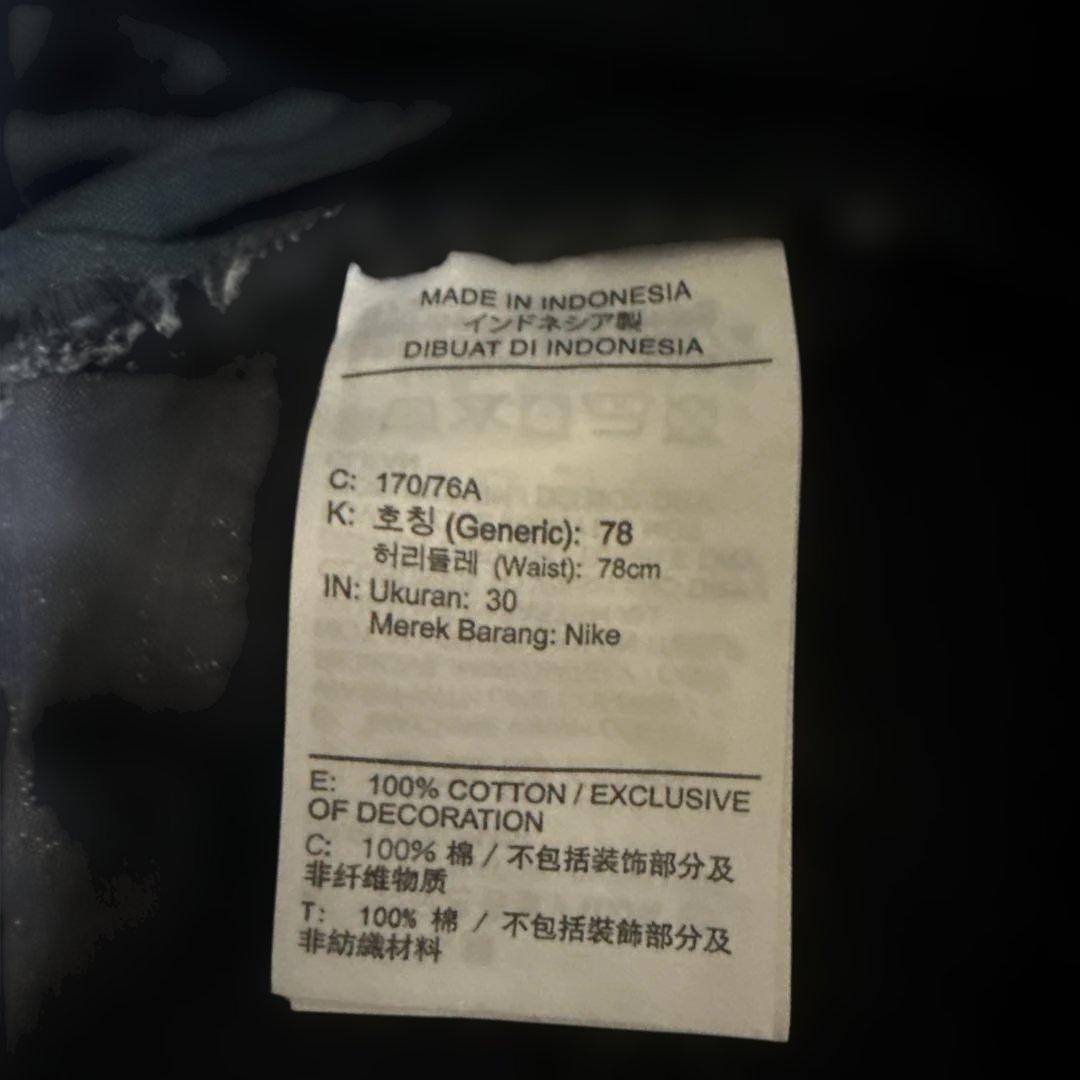 MADE IN INDONESIA
インドネシア製
DIBUAT DI INDONESIA
C: 170/76A
K: 호칭 (Generic): 78
허리둘레 (Waist): 78cm
IN: Ukuran: 30
Merek Barang: Nike
E: 100% COTTON / EXCLUSIVE
OF DECORATION
C: 100% 棉 / 不包括装饰部分及
非纤维物质
T: 100% 棉 / 不包括裝飾部分及
非紡織材料